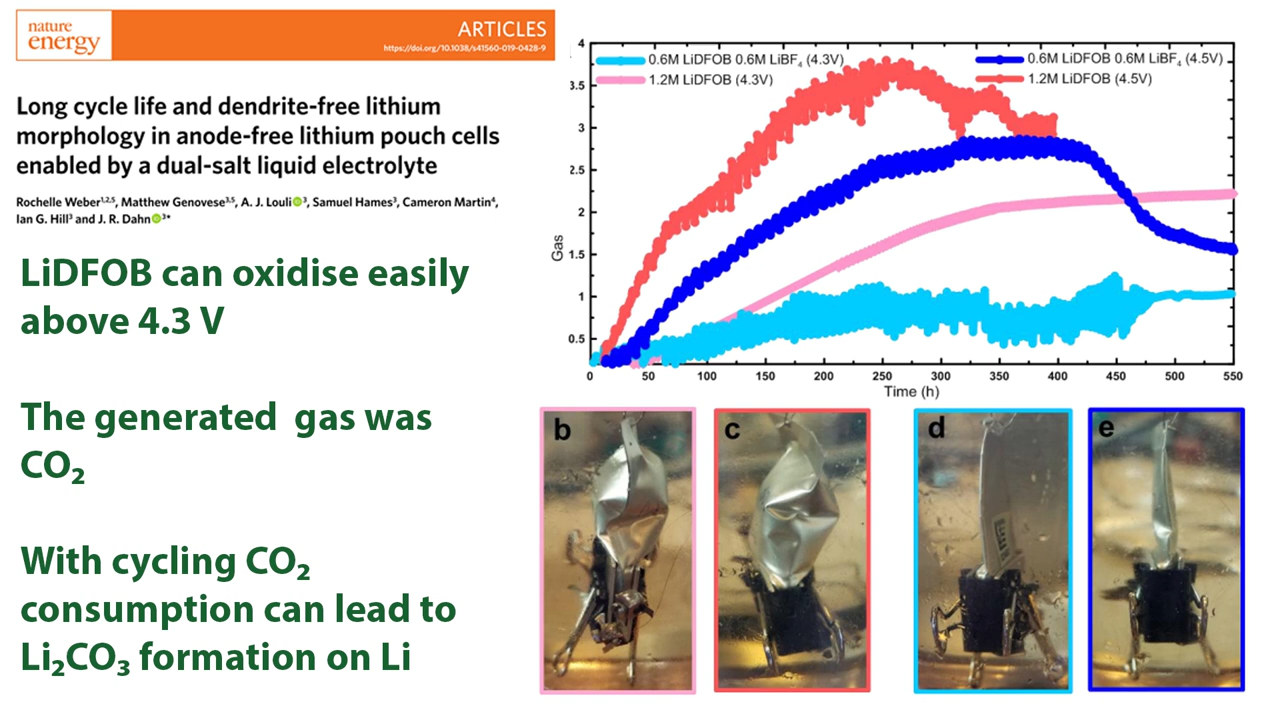 nature
energy
ARTICLES
https://doi.org/10.1038/s41560-019-0428-9
Long cycle life and dendrite-free lithium
morphology in anode-free lithium pouch cells
enabled by a dual-salt liquid electrolyte
Rochelle Weber¹,²,⁵, Matthew Genovese³,⁵, A. J. Louli³, Samuel Hames³, Cameron Martin⁴,
Ian G. Hill³ and J. R. Dahn³*
LiDFOB can oxidise easily
above 4.3 V
The generated  gas was
CO₂
With cycling CO₂
consumption can lead to
Li₂CO₃ formation on Li
0.6M LiDFOB 0.6M LiBF₄ (4.3V)
1.2M LiDFOB (4.3V)
0.6M LiDFOB 0.6M LiBF₄ (4.5V)
1.2M LiDFOB (4.5V)
4
3.5
3
2.5
2
1.5
1
0.5
Gas
0 50 100 150 200 250 300 350 400 450 500 550
Time (h)
b
c
d
e